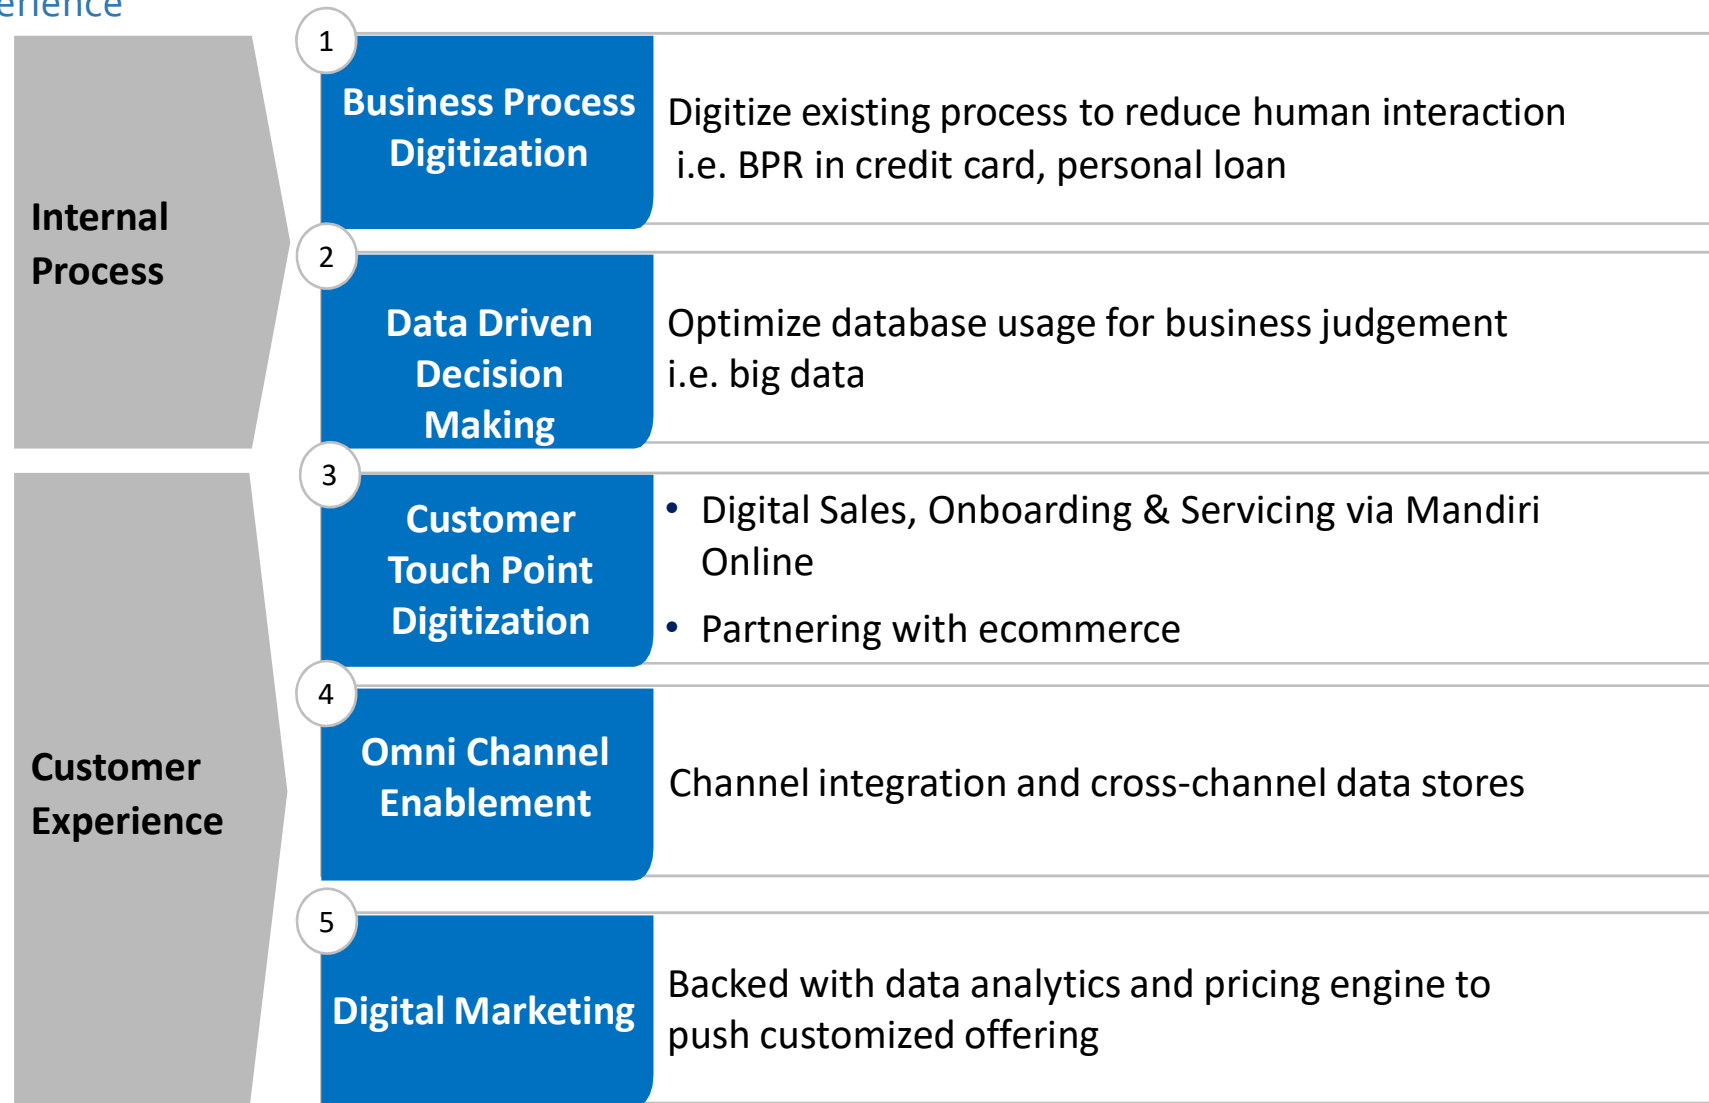 Internal
Process
1
Business Process
Digitization
Digitize existing process to reduce human interaction
i.e. BPR in credit card, personal loan
2
Data Driven
Decision
Making
Optimize database usage for business judgement
i.e. big data
Customer
Experience
3
Customer
Touch Point
Digitization
• Digital Sales, Onboarding & Servicing via Mandiri
Online
• Partnering with ecommerce
4
Omni Channel
Enablement
Channel integration and cross-channel data stores
5
Digital Marketing
Backed with data analytics and pricing engine to
push customized offering